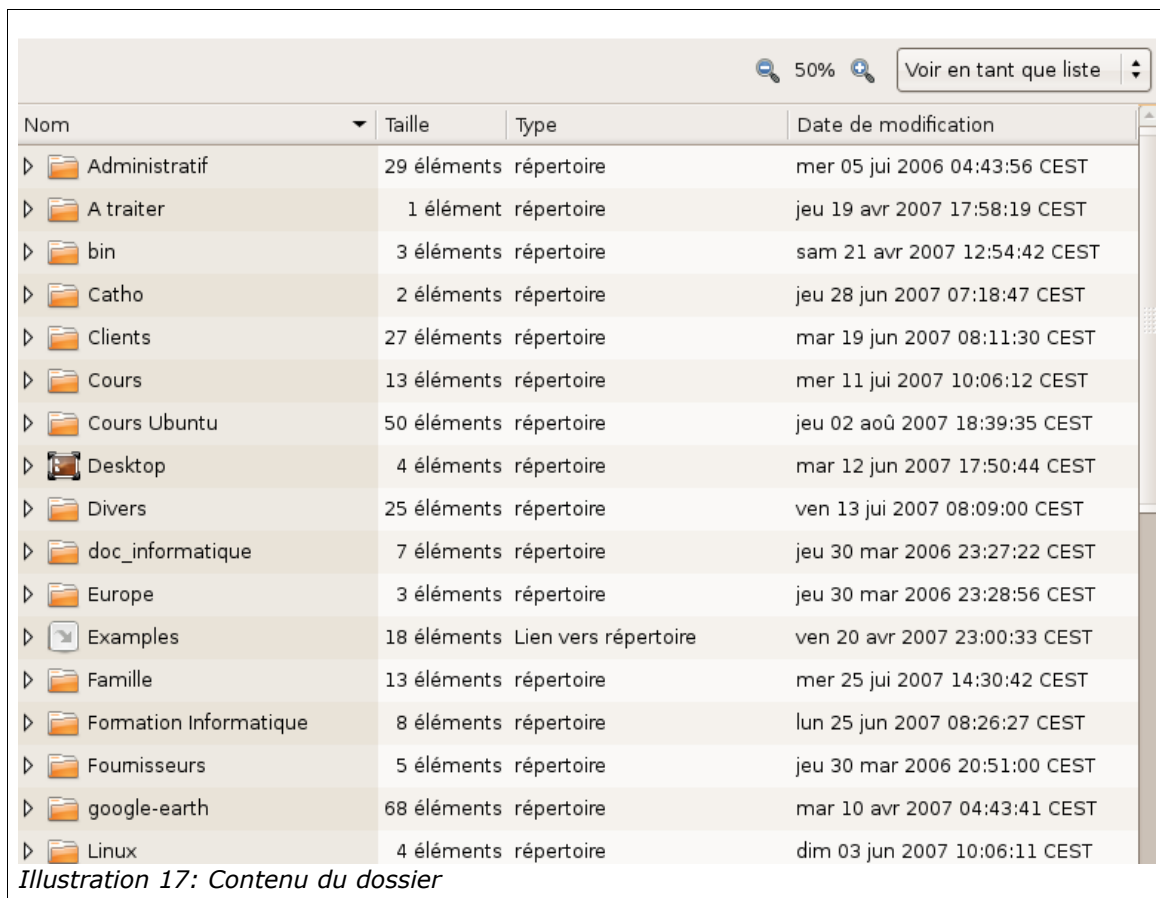 50% Voir en tant que liste
Nom Taille Type Date de modification
Administratif 29 éléments répertoire mer 05 jui 2006 04:43:56 CEST
A traiter 1 élément répertoire jeu 19 avr 2007 17:58:19 CEST
bin 3 éléments répertoire sam 21 avr 2007 12:54:42 CEST
Catho 2 éléments répertoire jeu 28 jun 2007 07:18:47 CEST
Clients 27 éléments répertoire mar 19 jun 2007 08:11:30 CEST
Cours 13 éléments répertoire mer 11 jui 2007 10:06:12 CEST
Cours Ubuntu 50 éléments répertoire jeu 02 aoû 2007 18:39:35 CEST
Desktop 4 éléments répertoire mar 12 jun 2007 17:50:44 CEST
Divers 25 éléments répertoire ven 13 jui 2007 08:09:00 CEST
doc_informatique 7 éléments répertoire jeu 30 mar 2006 23:27:22 CEST
Europe 3 éléments répertoire jeu 30 mar 2006 23:28:56 CEST
Examples 18 éléments Lien vers répertoire ven 20 avr 2007 23:00:33 CEST
Famille 13 éléments répertoire mer 25 jui 2007 14:30:42 CEST
Formation Informatique 8 éléments répertoire lun 25 jun 2007 08:26:27 CEST
Fournisseurs 5 éléments répertoire jeu 30 mar 2006 20:51:00 CEST
google-earth 68 éléments répertoire mar 10 avr 2007 04:43:41 CEST
Linux 4 éléments répertoire dim 03 jun 2007 10:06:11 CEST
Illustration 17: Contenu du dossier